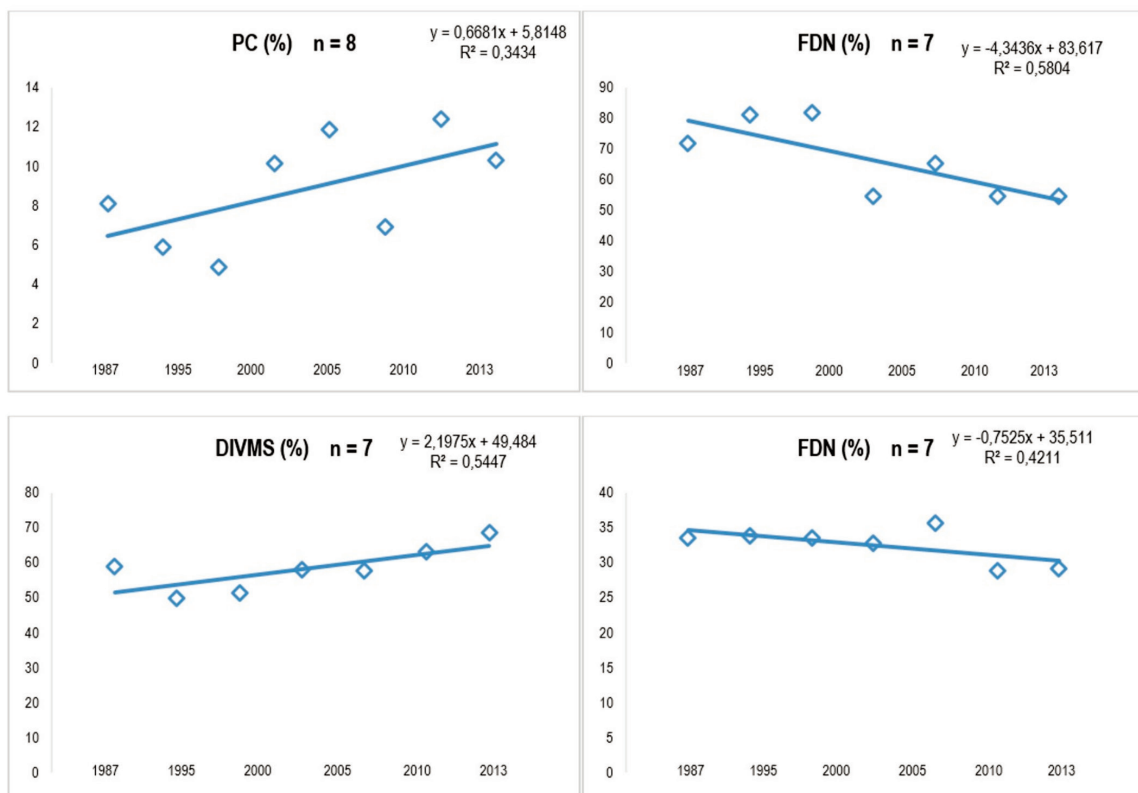 PC (%) n = 8
y = 0,6681x + 5,8148
R² = 0,3434
14
12
10
8
6
4
2
0
1987 1995 2000 2005 2010 2013
FDN (%) n = 7
y = -4,3436x + 83,617
R² = 0,5804
90
80
70
60
50
40
30
20
10
0
1987 1995 2000 2005 2010 2013
DIVMS (%) n = 7
y = 2,1975x + 49,484
R² = 0,5447
80
70
60
50
40
30
20
10
0
1987 1995 2000 2005 2010 2013
FDN (%) n = 7
y = -0,7525x + 35,511
R² = 0,4211
40
35
30
25
20
15
10
5
0
1987 1995 2000 2005 2010 2013